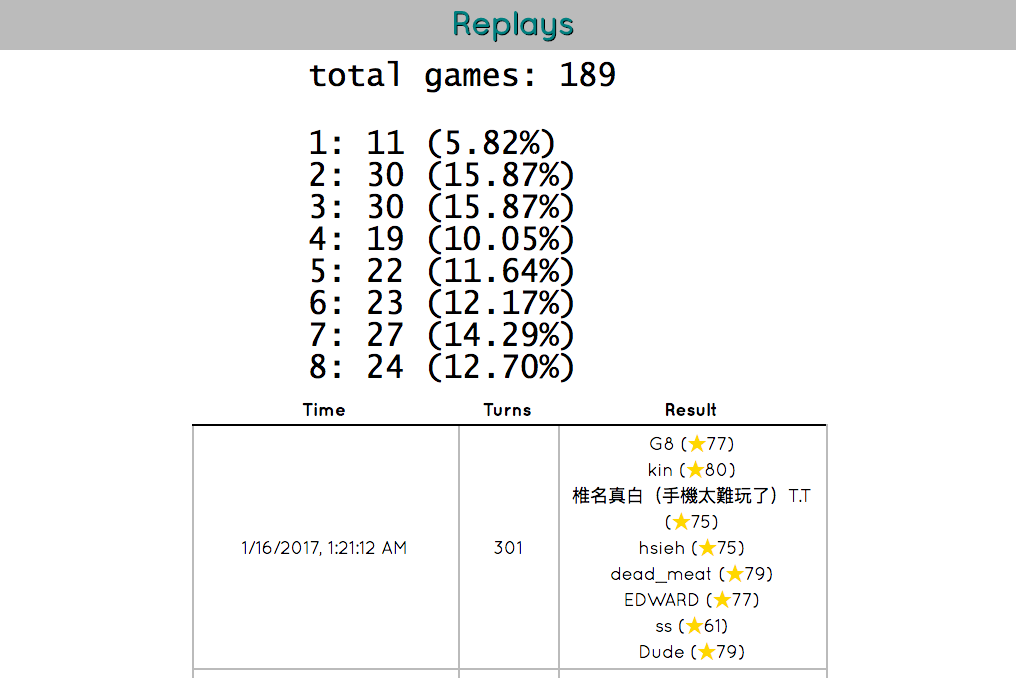 Replays
total games: 189
1: 11 (5.82%)
2: 30 (15.87%)
3: 30 (15.87%)
4: 19 (10.05%)
5: 22 (11.64%)
6: 23 (12.17%)
7: 27 (14.29%)
8: 24 (12.70%)
Time Turns Result
1/16/2017, 1:21:12 AM 301
G8 (★77)
kin (★80)
椎名真白（手機太難玩了）T.T
(★75)
hsieh (★75)
dead_meat (★79)
EDWARD (★77)
ss (★61)
Dude (★79)